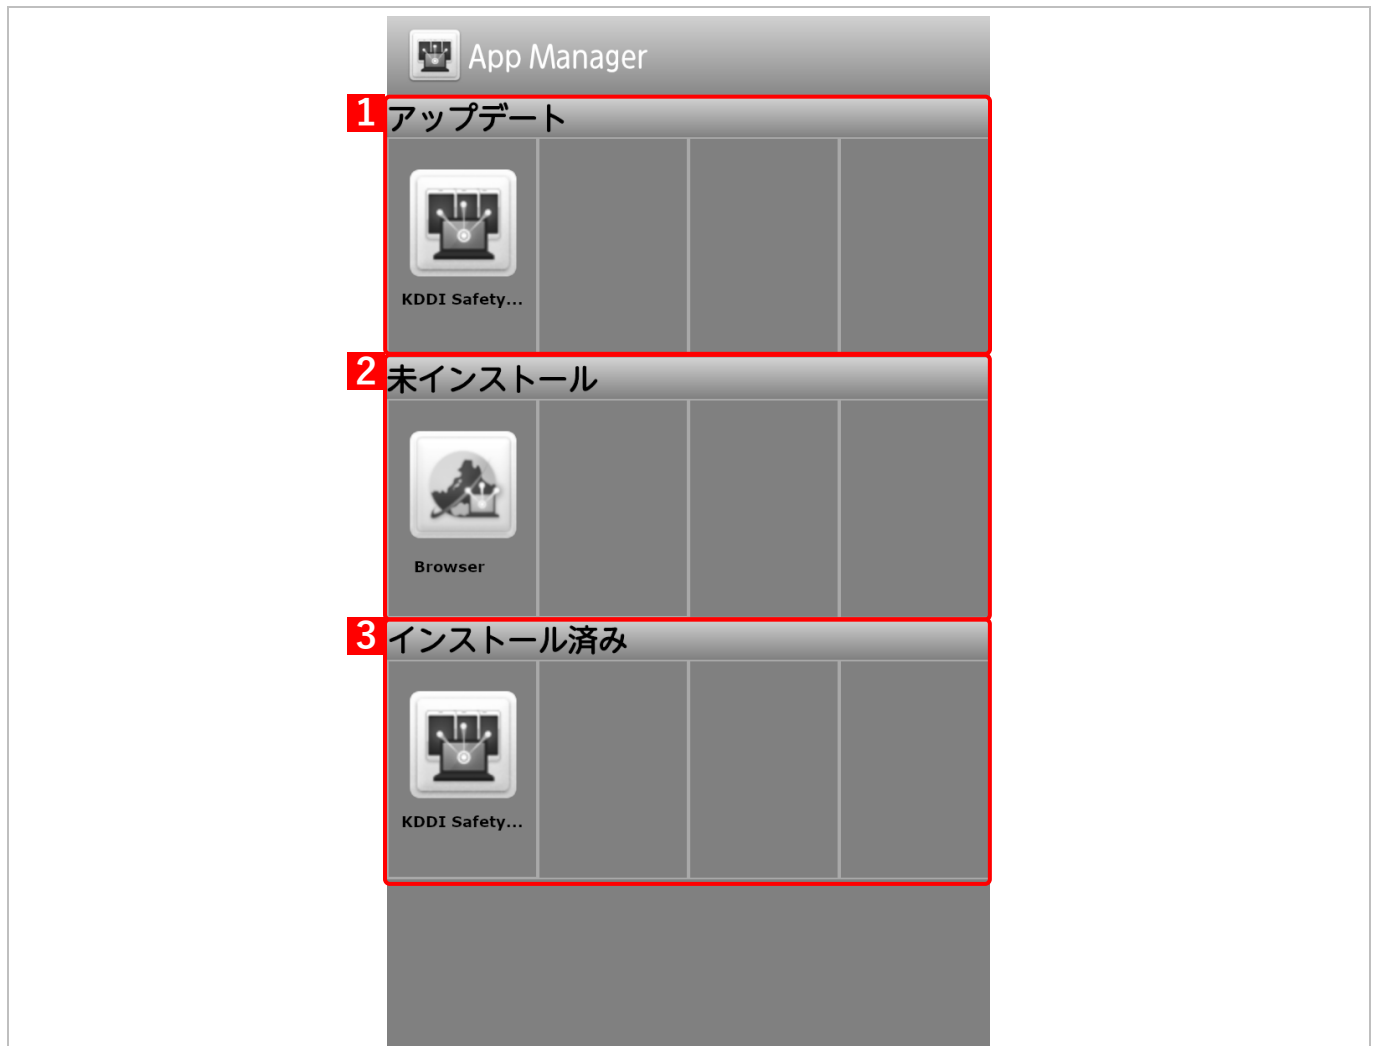 App Manager
1
アップデート
KDDI Safety...
2
未インストール
Browser
3
インストール済み
KDDI Safety...